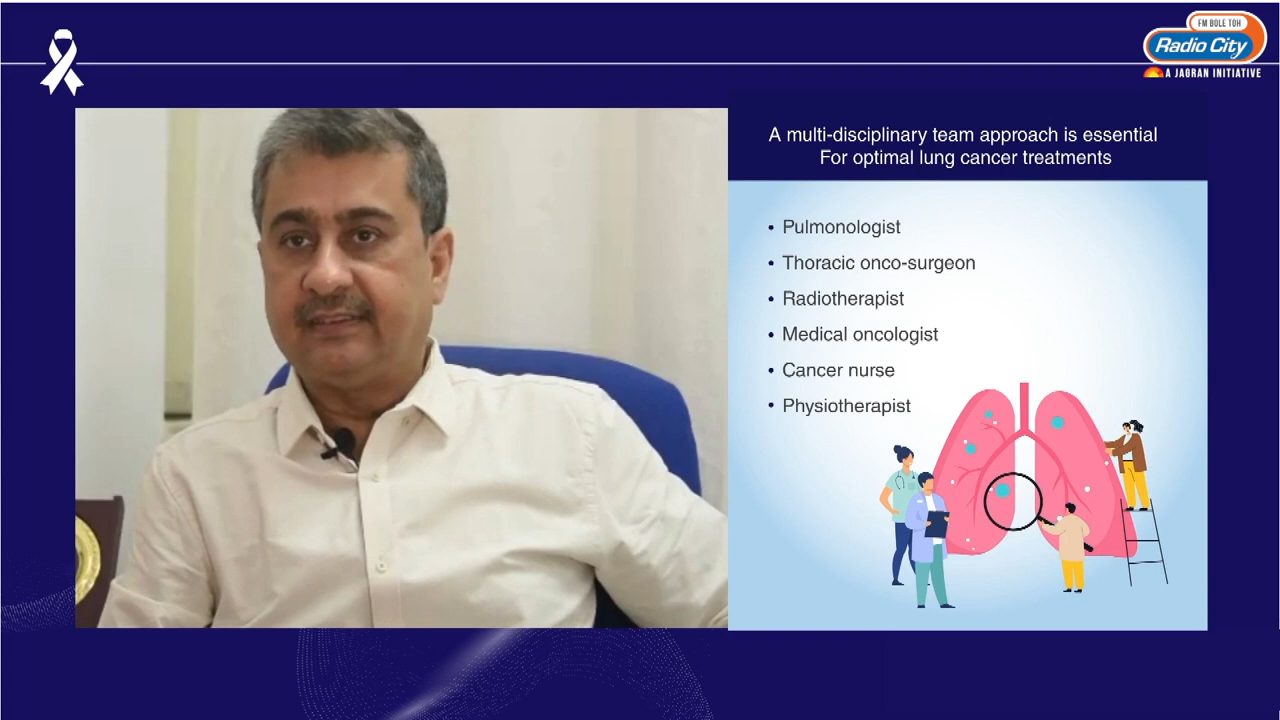 FM BOLE TOH
Radio City
A JAGRAN INITIATIVE
A multi-disciplinary team approach is essential
For optimal lung cancer treatments
• Pulmonologist
• Thoracic onco-surgeon
• Radiotherapist
• Medical oncologist
• Cancer nurse
• Physiotherapist